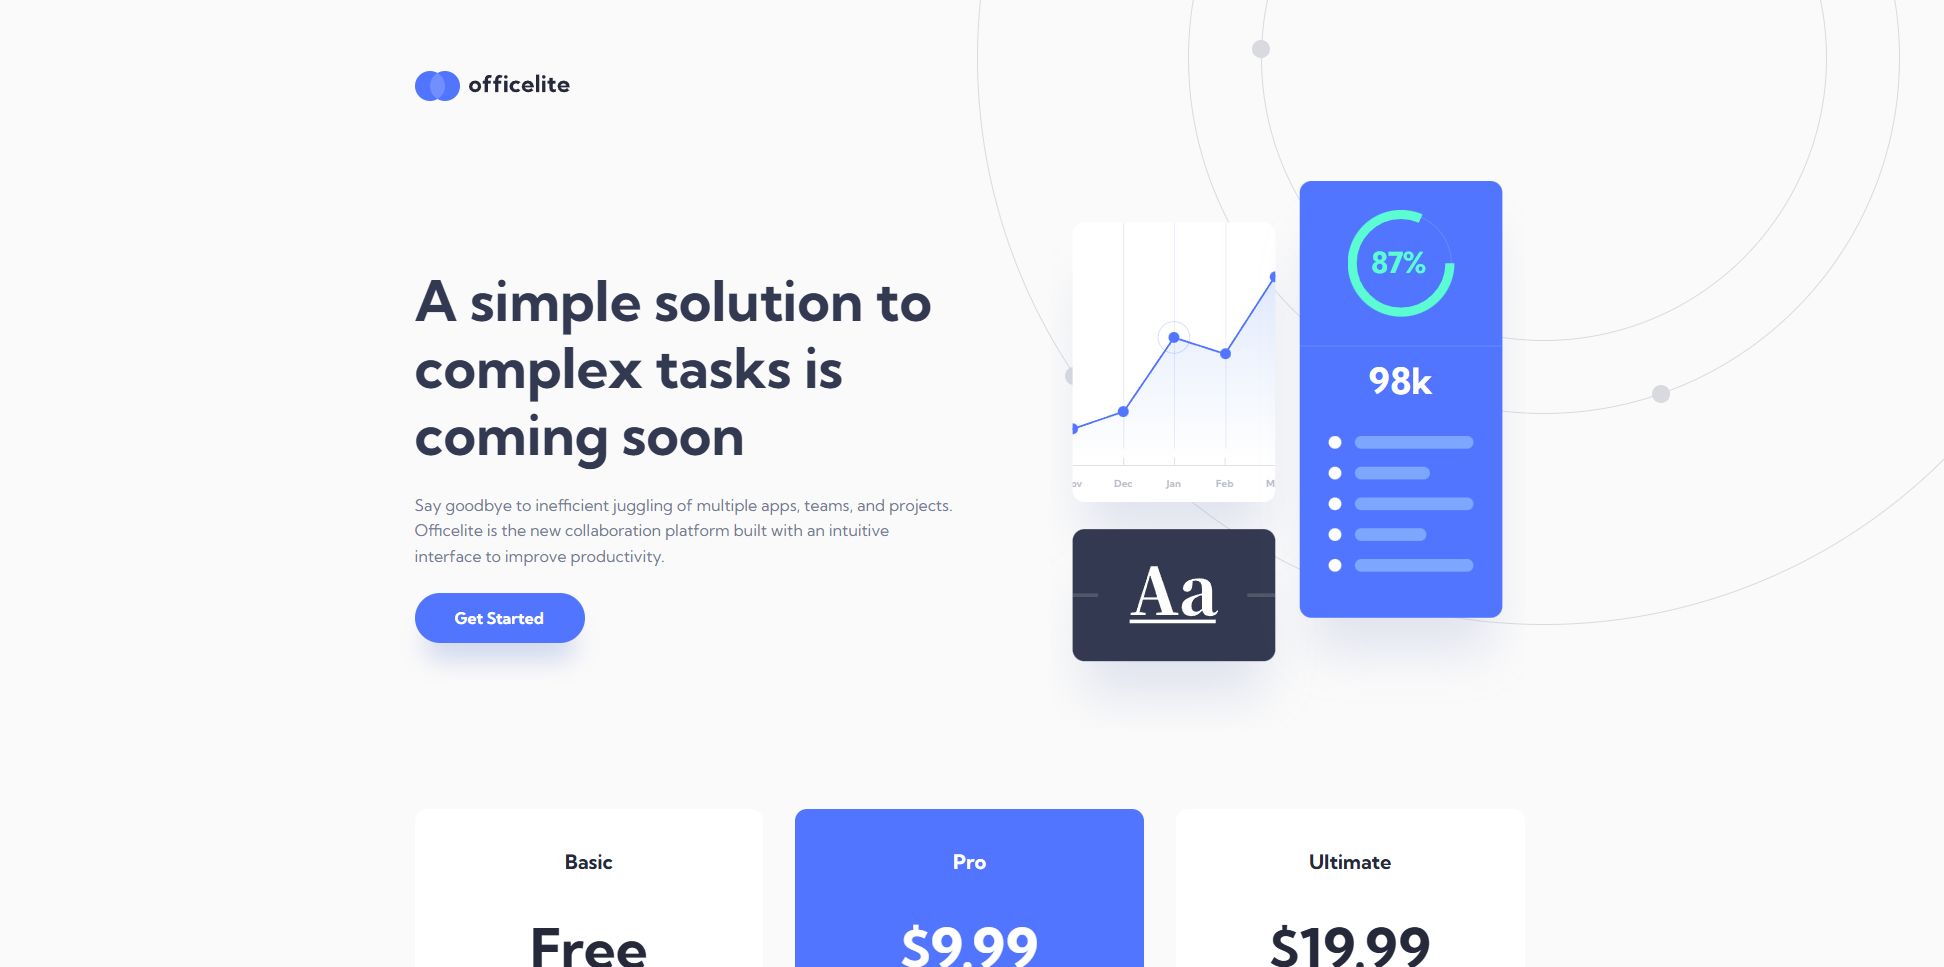 officelite
A simple solution to
complex tasks is
coming soon
Say goodbye to inefficient juggling of multiple apps, teams, and projects.
Officelite is the new collaboration platform built with an intuitive
interface to improve productivity.
Get Started
ov Dec Jan Feb M
Aa
87%
98k
Basic
Free
Pro
$9.99
Ultimate
$19.99